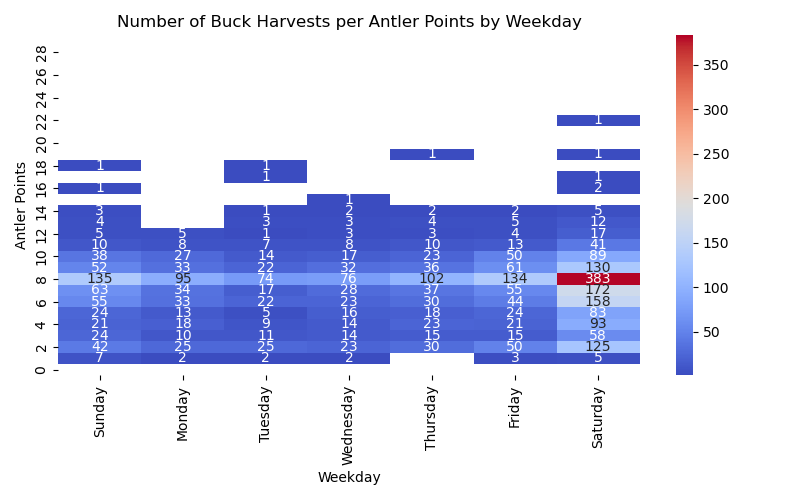 Number of Buck Harvests per Antler Points by Weekday
Antler Points
28
26
24
22 1
20
1 1
18 1 1
1 1
16 1 2
1
14 3 1 2 2 2 5
4 3 3 4 5 12
12 5 5 1 3 3 4 17
10 8 7 8 10 13 41
10 38 27 14 17 23 50 89
52 33 22 32 36 61 130
8 135 95 74 76 102 134 383
63 34 17 28 37 55 172
6 55 33 22 23 30 44 158
24 13 5 16 18 24 83
4 21 18 9 14 23 21 93
24 10 11 14 15 15 58
2 42 25 25 23 30 50 125
7 2 2 2 3 5
0
Sunday
Monday
Tuesday
Wednesday
Thursday
Friday
Saturday
Weekday
350
300
250
200
150
100
50